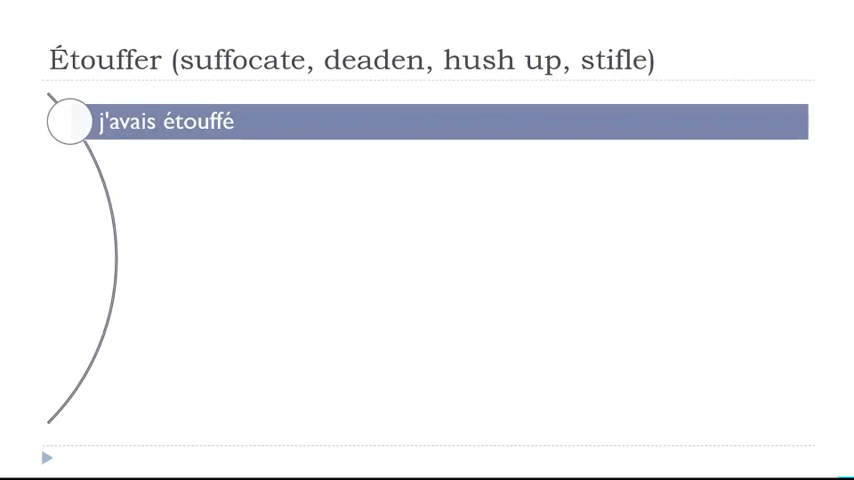 Étouffer (suffocate, deaden, hush up, stifle)
j'avais étouffé